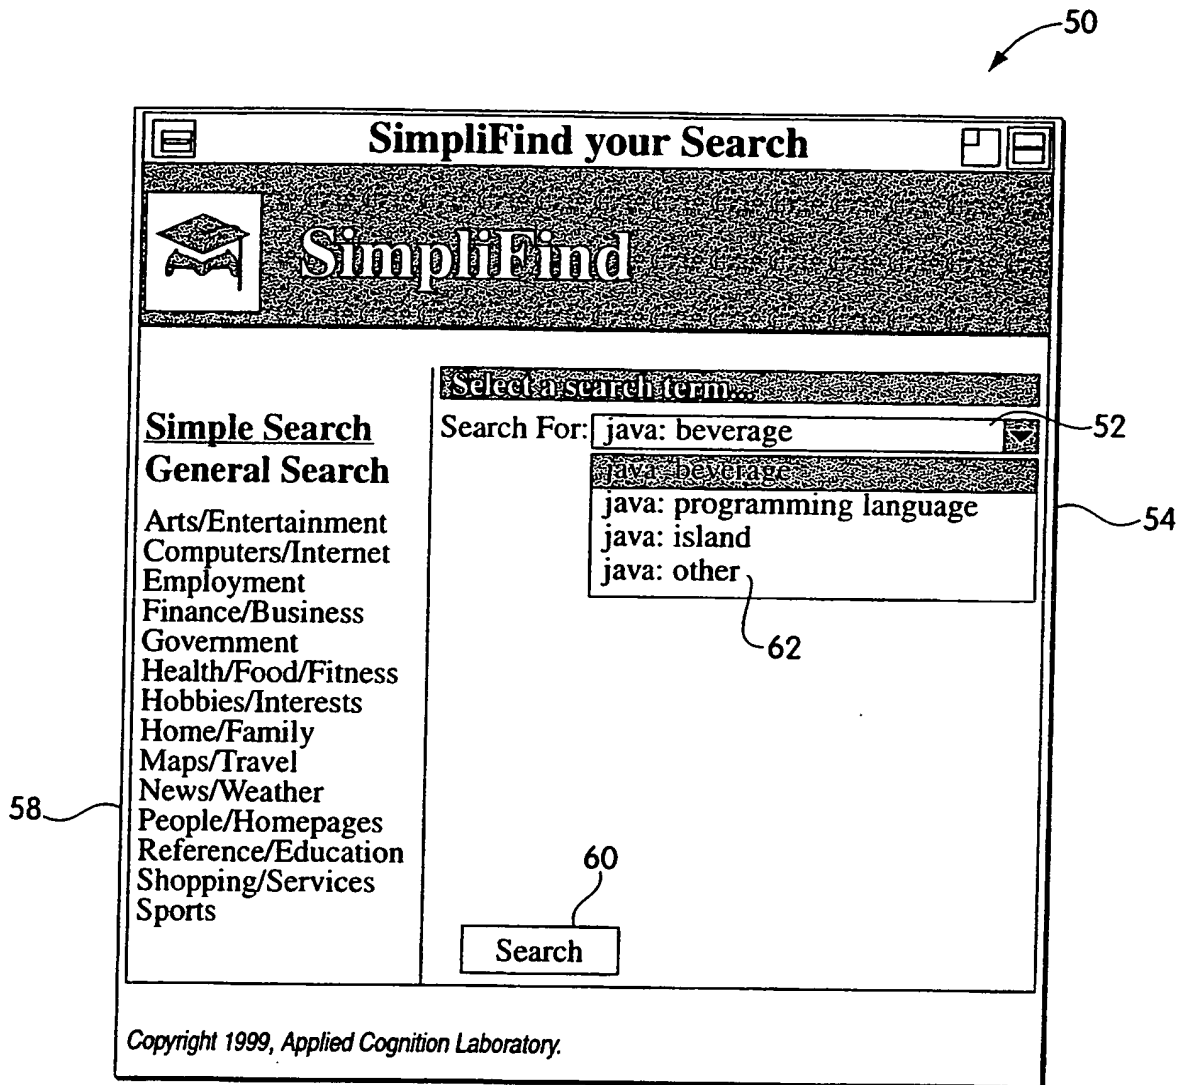 50
SimpliFind your Search
SimpliFind
Select a search term...
Simple Search
General Search
Arts/Entertainment
Computers/Internet
Employment
Finance/Business
Government
Health/Food/Fitness
Hobbies/Interests
Home/Family
Maps/Travel
News/Weather
People/Homepages
Reference/Education
Shopping/Services
Sports
58
Search For: java: beverage
52
java: beverage
java: programming language
java: island
java: other
54
62
60
Search
Copyright 1999, Applied Cognition Laboratory.